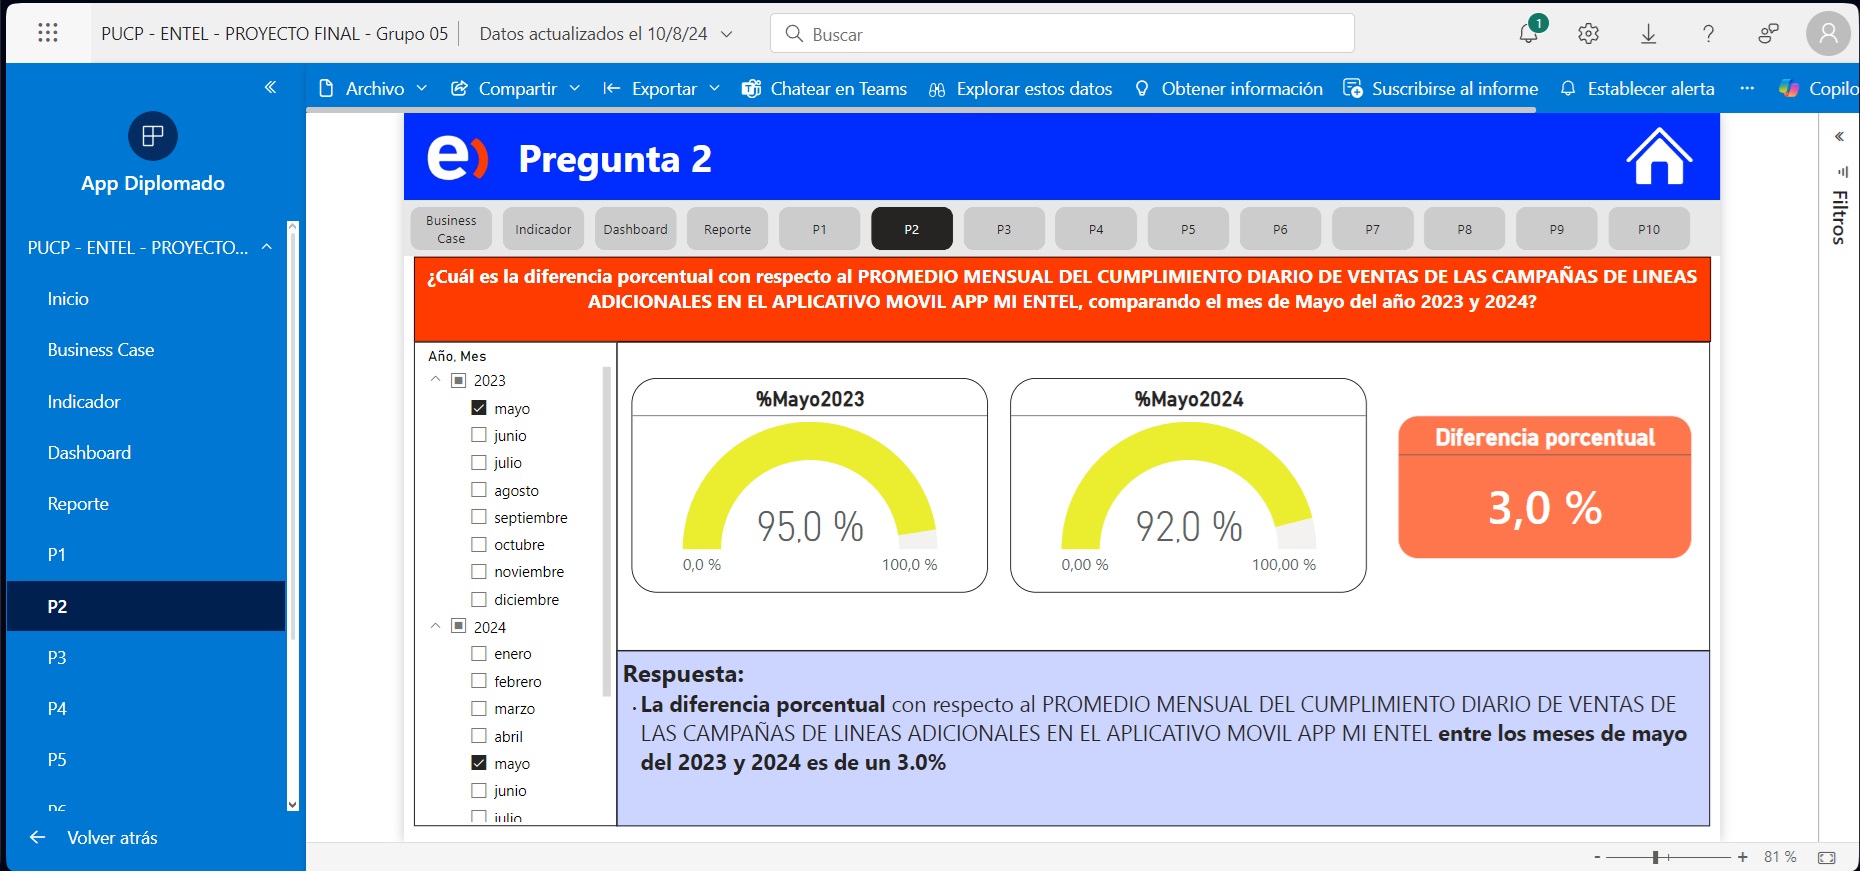 PUCP - ENTEL - PROYECTO FINAL - Grupo 05
Datos actualizados el 10/8/24
Buscar
1
Archivo
Compartir
Exportar
Chatear en Teams
Explorar estos datos
Obtener información
Suscribirse al informe
Establecer alerta
Copilo
App Diplomado
PUCP - ENTEL - PROYECTO...
Inicio
Business Case
Indicador
Dashboard
Reporte
P1
P2
P3
P4
P5
P6
Volver atrás
e) Pregunta 2
Business
Case
Indicador
Dashboard
Reporte
P1
P2
P3
P4
P5
P6
P7
P8
P9
P10
¿Cuál es la diferencia porcentual con respecto al PROMEDIO MENSUAL DEL CUMPLIMIENTO DIARIO DE VENTAS DE LAS CAMPAÑAS DE LINEAS
ADICIONALES EN EL APLICATIVO MOVIL APP MI ENTEL, comparando el mes de Mayo del año 2023 y 2024?
Año, Mes
2023
mayo
junio
julio
agosto
septiembre
octubre
noviembre
diciembre
2024
enero
febrero
marzo
abril
mayo
junio
julio
%Mayo2023
95,0 %
0,0 %
100,0 %
%Mayo2024
92,0 %
0,00 %
100,00 %
Diferencia porcentual
3,0 %
Respuesta:
· La diferencia porcentual con respecto al PROMEDIO MENSUAL DEL CUMPLIMIENTO DIARIO DE VENTAS DE
LAS CAMPAÑAS DE LINEAS ADICIONALES EN EL APLICATIVO MOVIL APP MI ENTEL entre los meses de mayo
del 2023 y 2024 es de un 3.0%
Filtros
- + 81 %